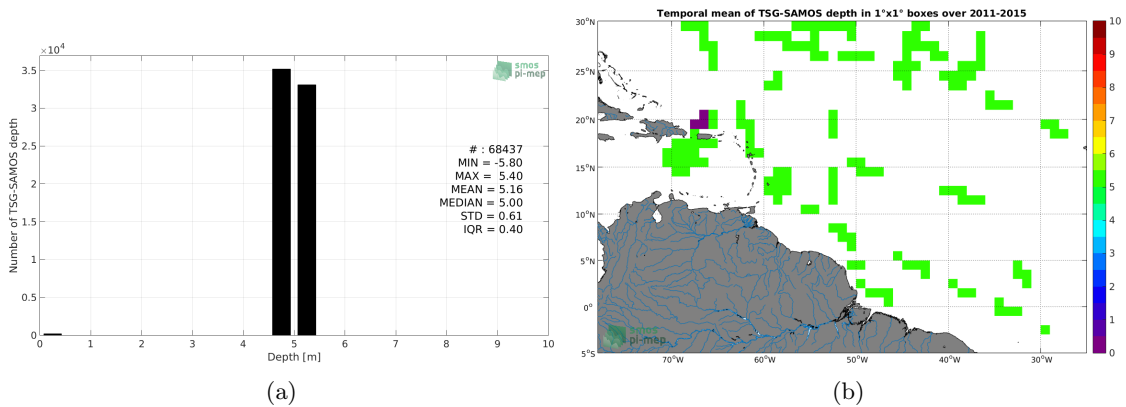 ×10⁴
3.5
3
2.5
2
1.5
1
0.5
0
0 1 2 3 4 5 6 7 8 9 10
Number of TSG-SAMOS depth
Depth [m]
smos
pi-mep
# : 68437
MIN = -5.80
MAX = 5.40
MEAN = 5.16
MEDIAN = 5.00
STD = 0.61
IQR = 0.40
(a)
Temporal mean of TSG-SAMOS depth in 1°x1° boxes over 2011-2015
30°N
25°N
20°N
15°N
10°N
5°N
0°
5°S
70°W 60°W 50°W 40°W 30°W
smos
pi-mep
10
9
8
7
6
5
4
3
2
1
0
(b)